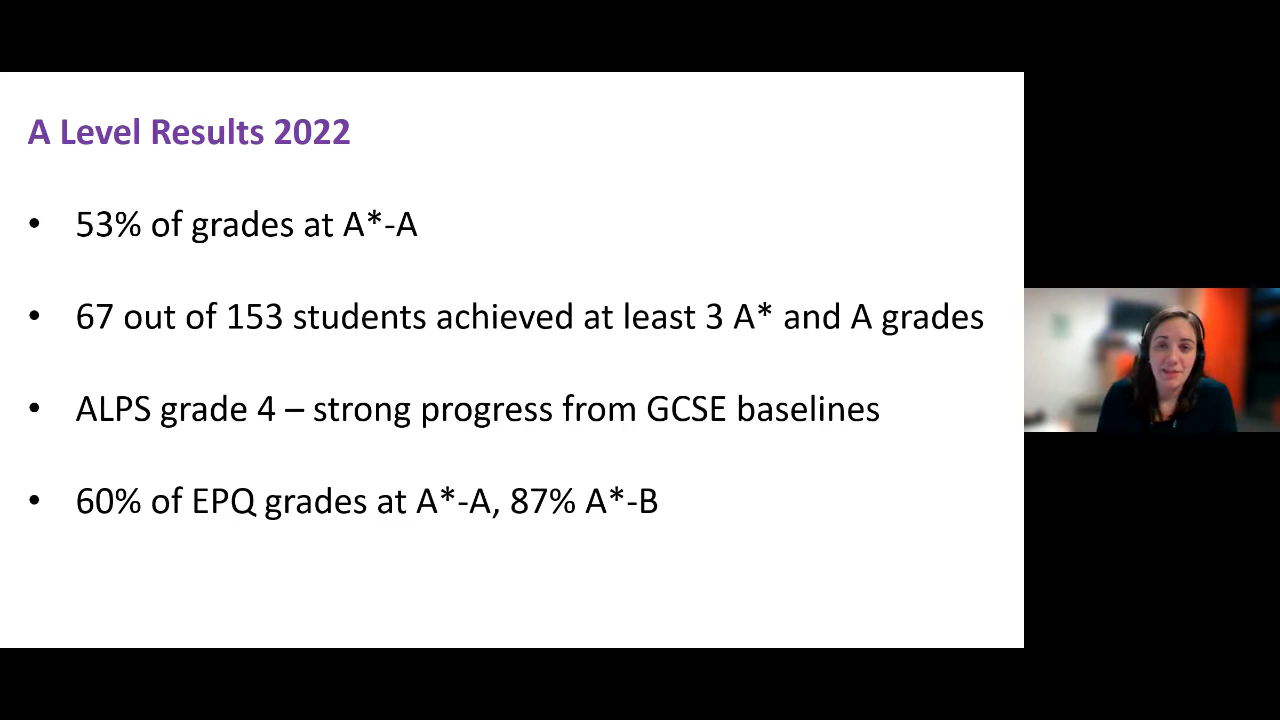 A Level Results 2022
• 53% of grades at A*-A
• 67 out of 153 students achieved at least 3 A* and A grades
• ALPS grade 4 – strong progress from GCSE baselines
• 60% of EPQ grades at A*-A, 87% A*-B